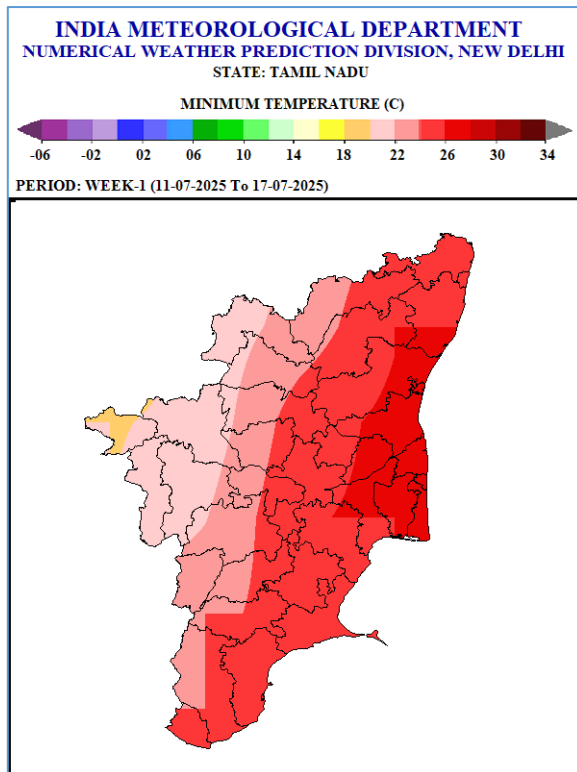 INDIA METEOROLOGICAL DEPARTMENT
NUMERICAL WEATHER PREDICTION DIVISION, NEW DELHI
STATE: TAMIL NADU
MINIMUM TEMPERATURE (C)
-06 -02 02 06 10 14 18 22 26 30 34
PERIOD: WEEK-1 (11-07-2025 To 17-07-2025)